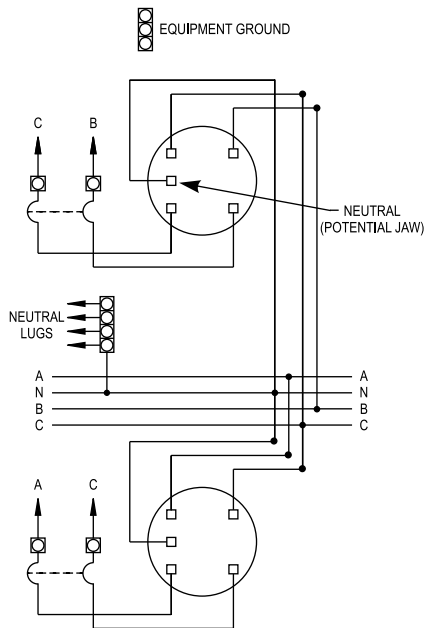 EQUIPMENT GROUND
C B
NEUTRAL
(POTENTIAL JAW)
NEUTRAL
LUGS
A A
N N
B B
C C
A C